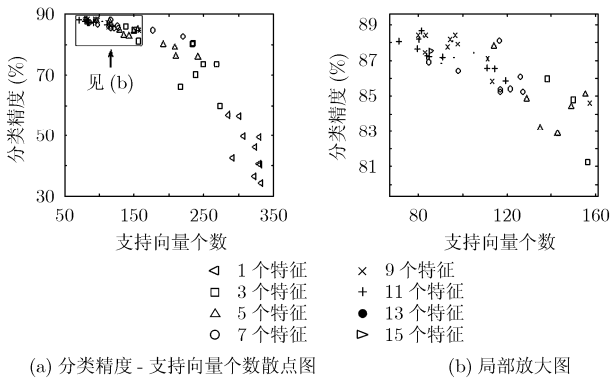 90
70
50
30
分类精度 (%)
见 (b)
50
150
250
350
支持向量个数
89
87
85
83
81
分类精度 (%)
80
120
160
支持向量个数
1 个特征
3 个特征
5 个特征
7 个特征
9 个特征
11 个特征
13 个特征
15 个特征
(a) 分类精度 - 支持向量个数散点图
(b) 局部放大图